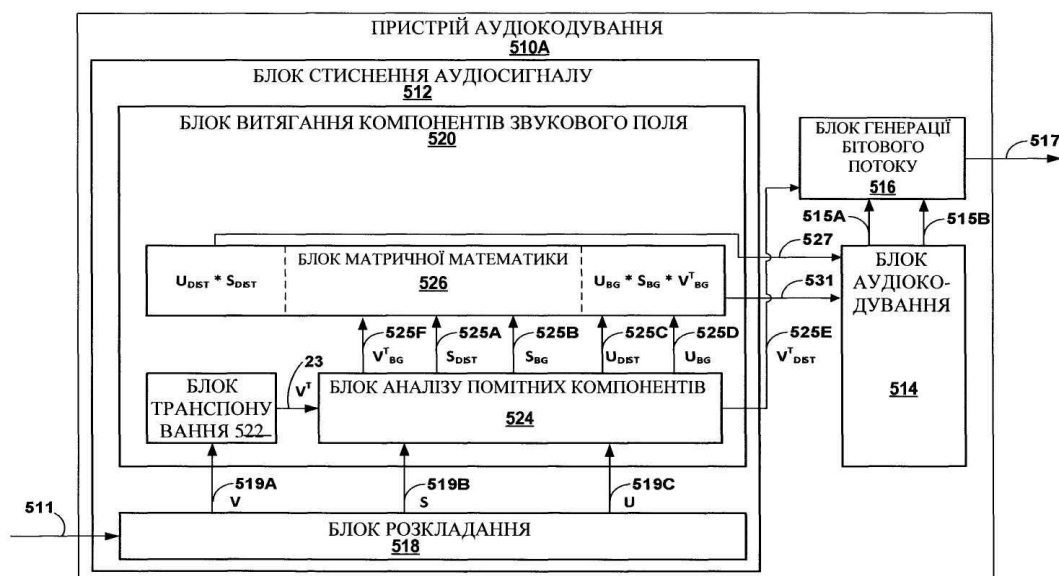 ПРИСТРІЙ АУДІОКОДУВАННЯ
510A
БЛОК СТИСНЕННЯ АУДІОСИГНАЛУ
512
БЛОК ВИТЯГАННЯ КОМПОНЕНТІВ ЗВУКОВОГО ПОЛЯ
520
БЛОК ГЕНЕРАЦІЇ
БІТОВОГО
ПОТОКУ
516
517
515A
515B
527
531
БЛОК МАТРИЧНОЇ МАТЕМАТИКИ
526
U_DIST * S_DIST
U_BG * S_BG * V^T_BG
БЛОК
АУДІОКО-
ДУВАННЯ
514
525F
V^T_BG
525A
S_DIST
525B
S_BG
525C
U_DIST
525D
U_BG
525E
V^T_DIST
БЛОК
ТРАНСПОНУ
ВАННЯ 522
23
V^T
БЛОК АНАЛІЗУ ПОМІТНИХ КОМПОНЕНТІВ
524
519A
V
519B
S
519C
U
511
БЛОК РОЗКЛАДАННЯ
518